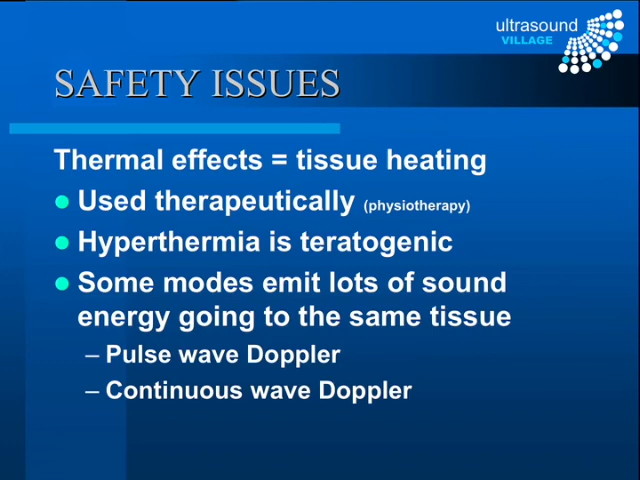 ultrasound
VILLAGE
SAFETY ISSUES
Thermal effects = tissue heating
Used therapeutically (physiotherapy)
Hyperthermia is teratogenic
Some modes emit lots of sound
energy going to the same tissue
– Pulse wave Doppler
– Continuous wave Doppler